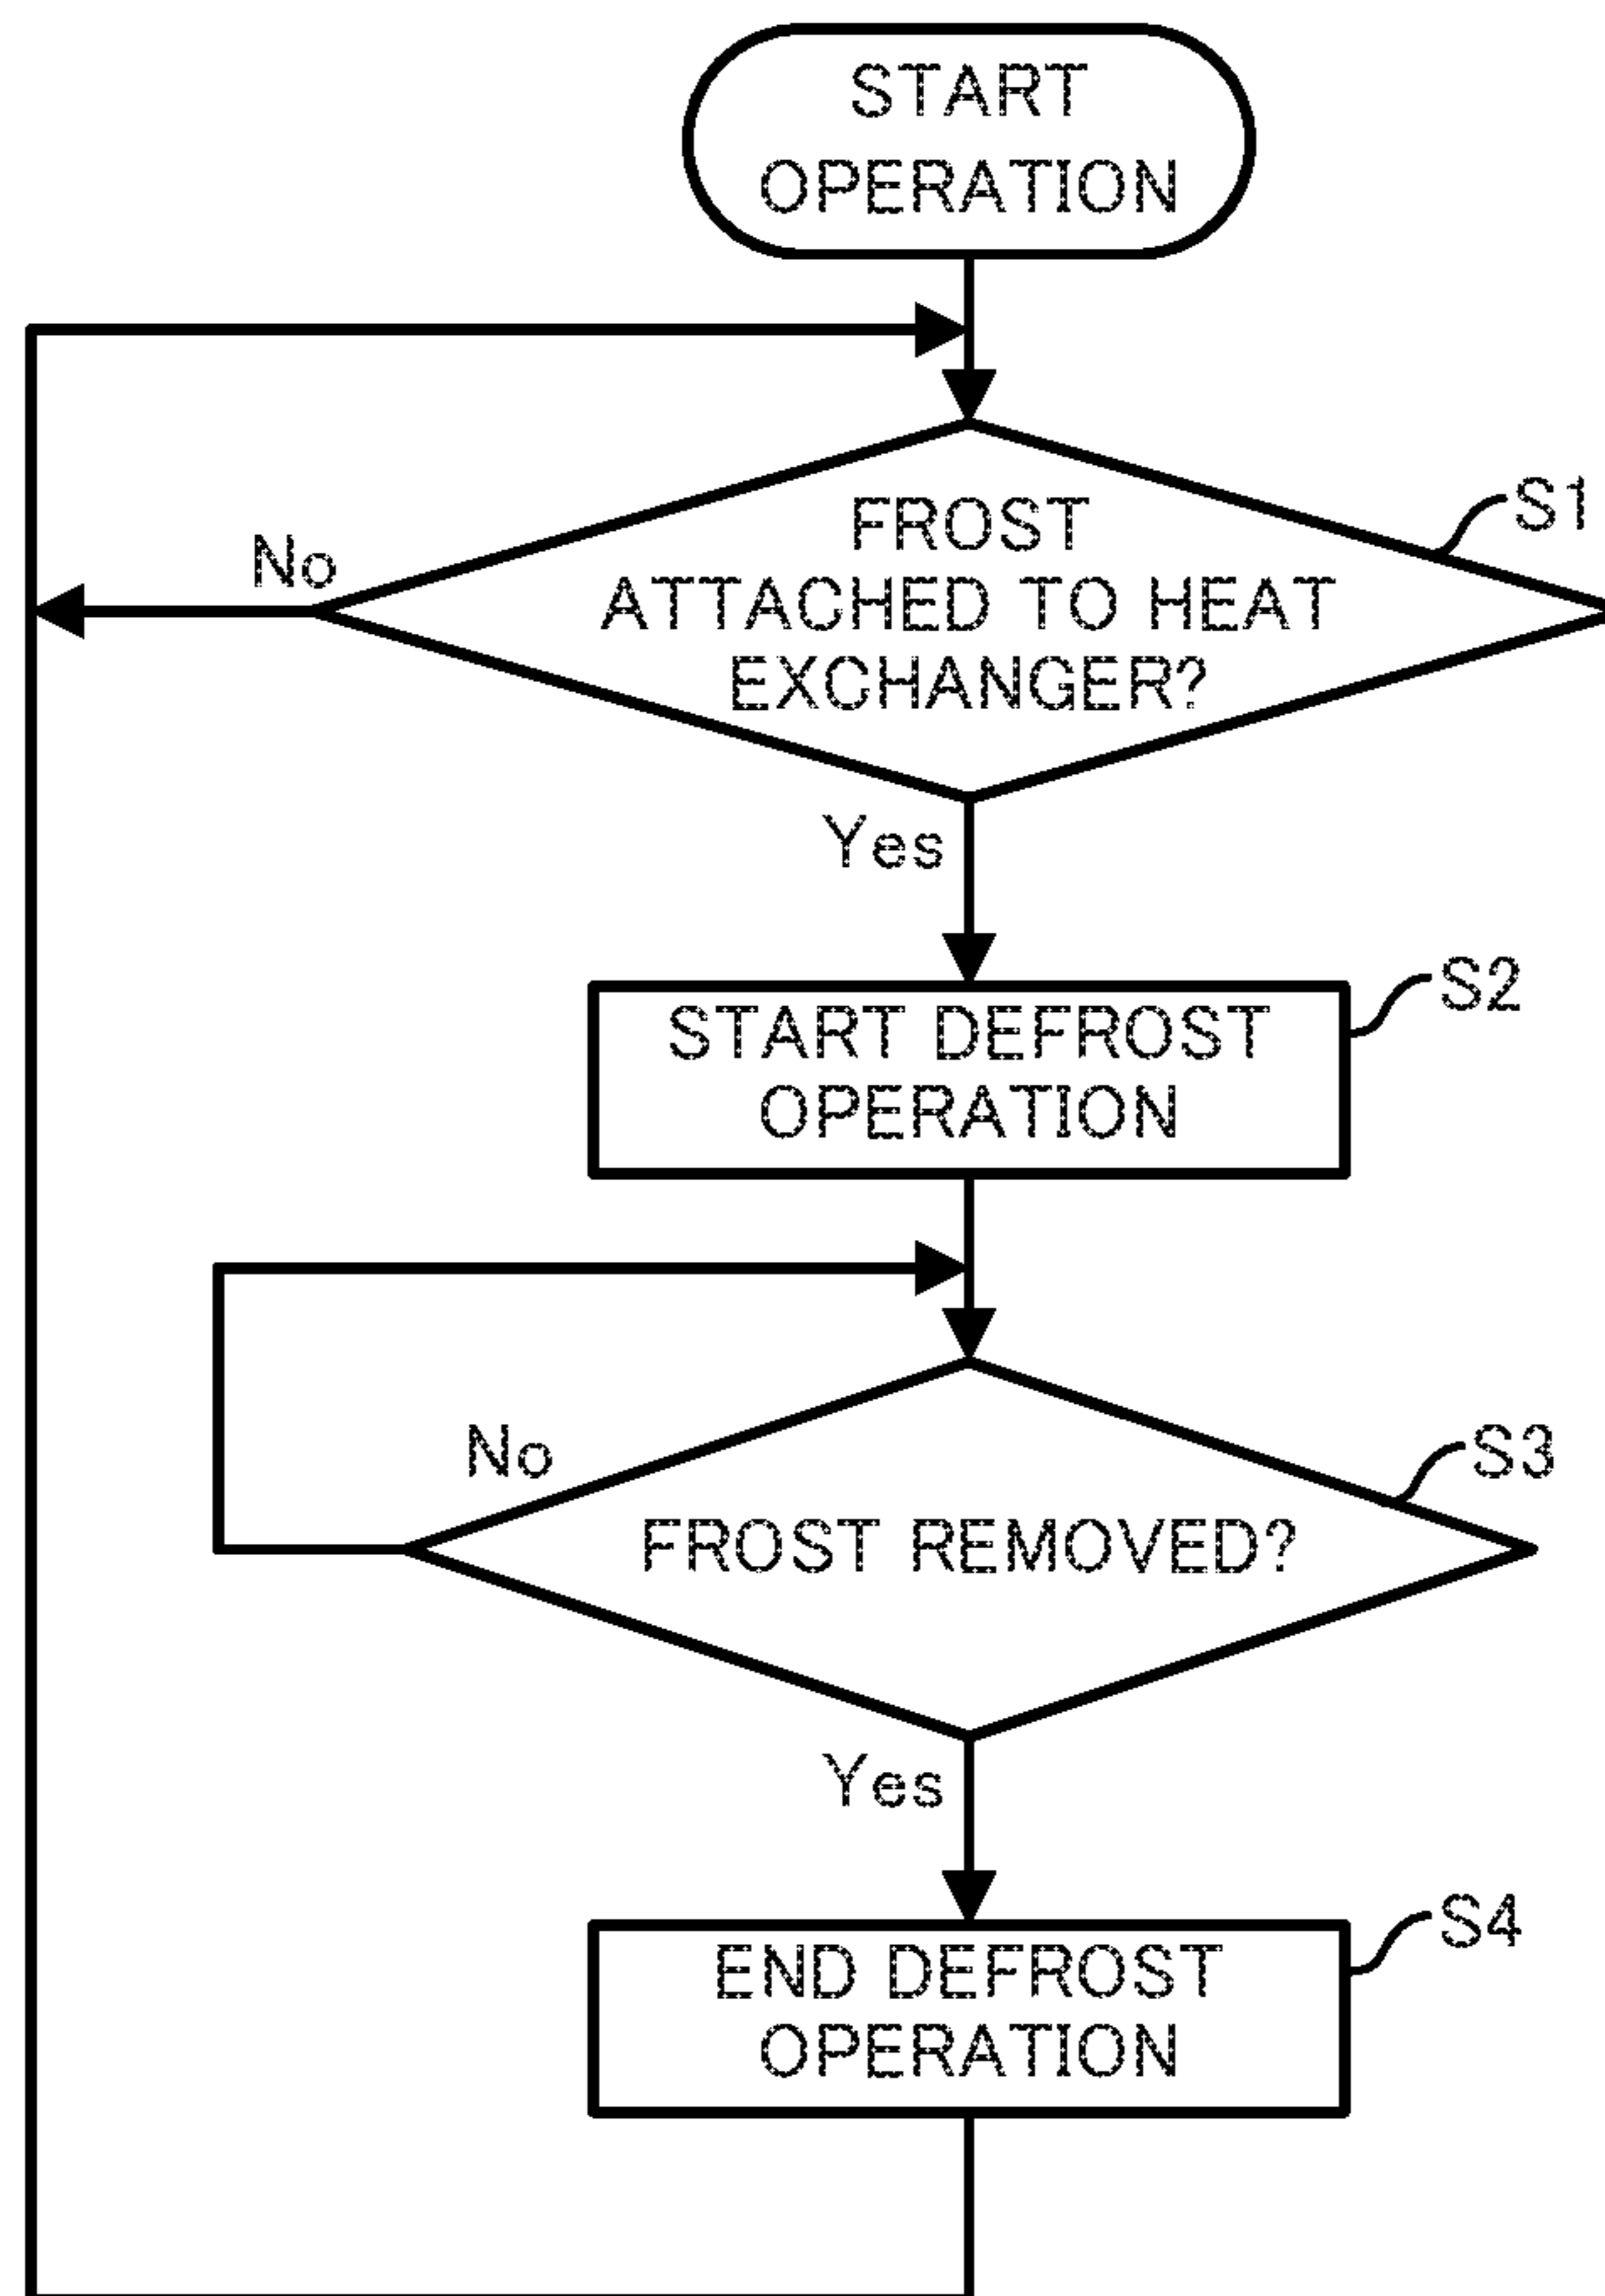 START
OPERATION
S1
No
FROST
ATTACHED TO HEAT
EXCHANGER?
Yes
S2
START DEFROST
OPERATION
No
S3
FROST REMOVED?
Yes
S4
END DEFROST
OPERATION